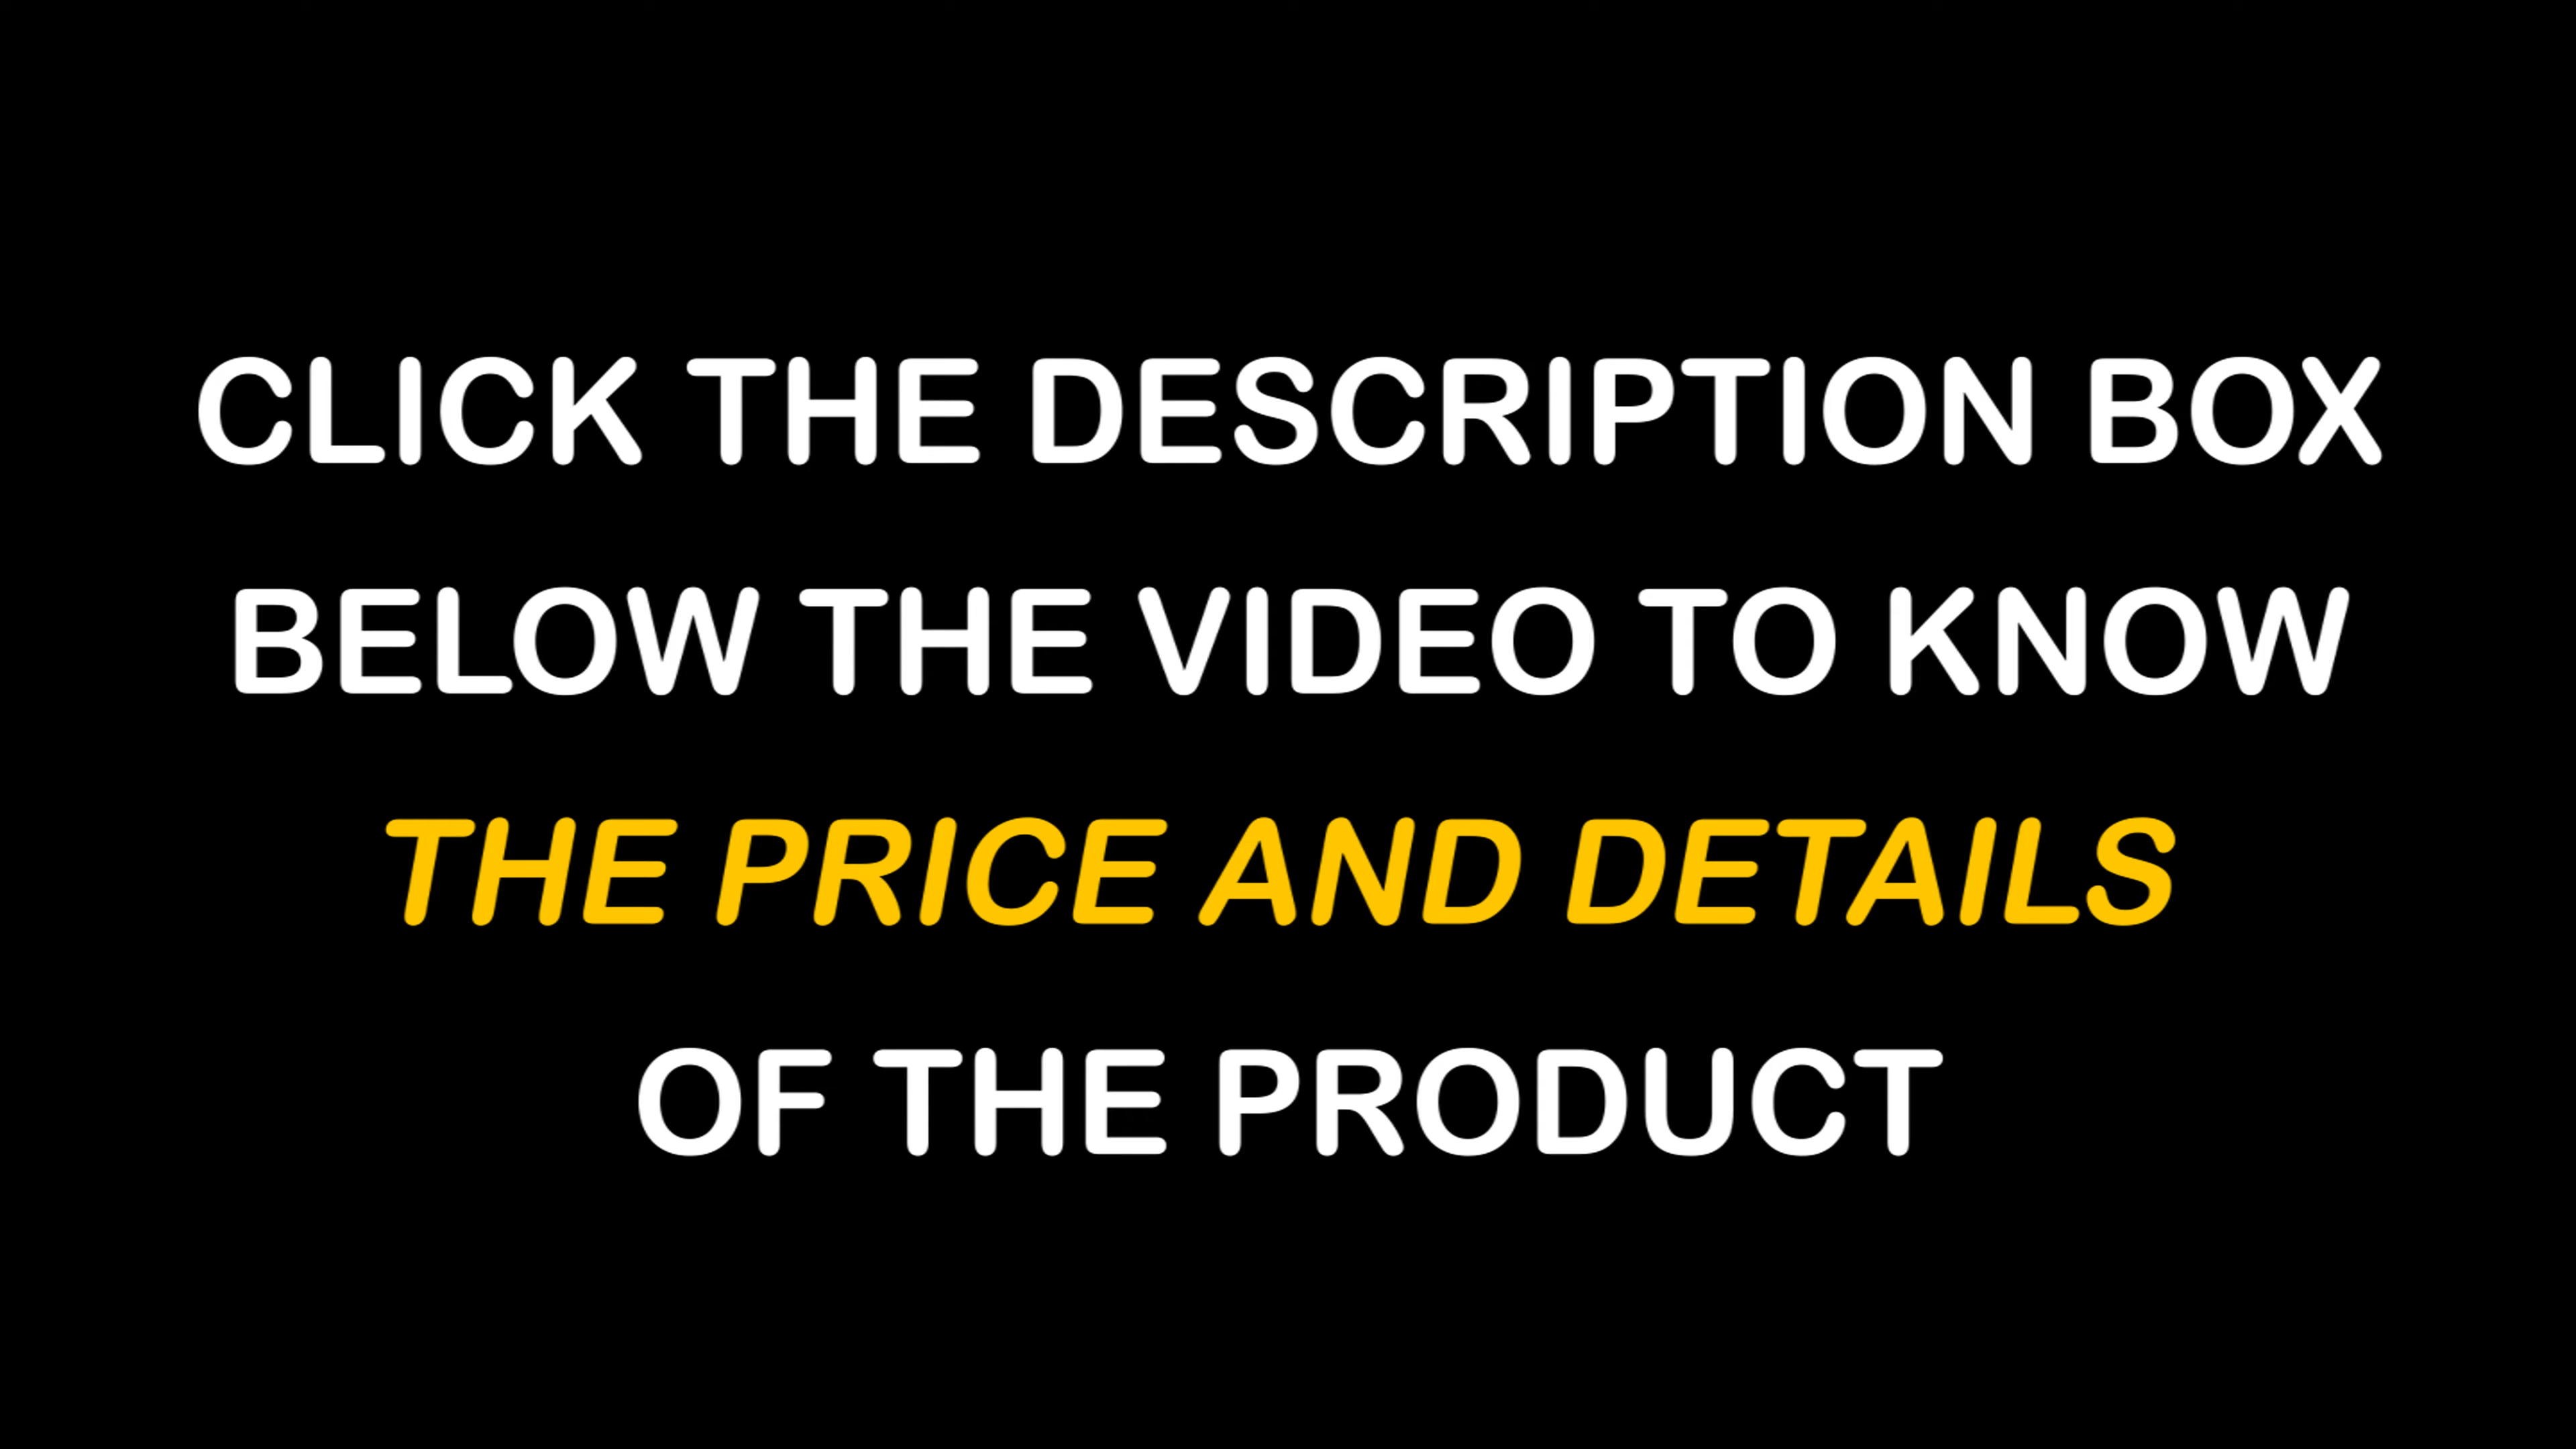 CLICK THE DESCRIPTION BOX
BELOW THE VIDEO TO KNOW
THE PRICE AND DETAILS
OF THE PRODUCT